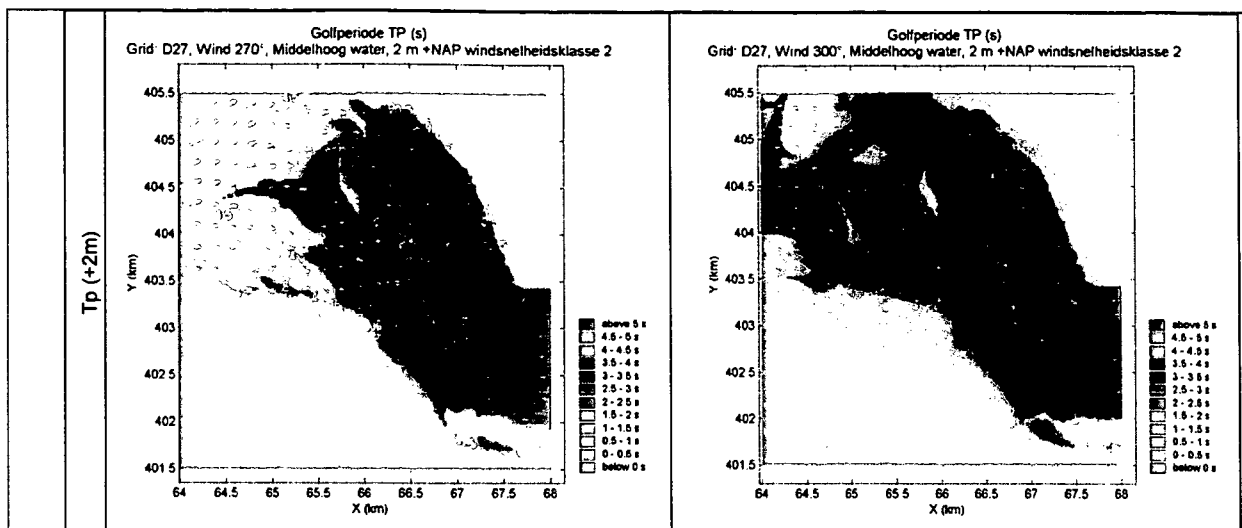 Tp (+2m)
Golfperiode TP (s)
Grid: D27, Wind 270°, Middelhoog water, 2 m +NAP windsnelheidsklasse 2
405.5
405
404.5
404
403.5
403
402.5
402
401.5
Y (km)
64
64.5
65
65.5
66
66.5
67
67.5
68
X (km)
above 5 s
4.5 - 5 s
4 - 4.5 s
3.5 - 4 s
3 - 3.5 s
2.5 - 3 s
2 - 2.5 s
1.5 - 2 s
1 - 1.5 s
0.5 - 1 s
0 - 0.5 s
below 0 s
Golfperiode TP (s)
Grid: D27, Wind 300°, Middelhoog water, 2 m +NAP windsnelheidsklasse 2
405.5
405
404.5
404
403.5
403
402.5
402
401.5
Y (km)
64
64.5
65
65.5
66
66.5
67
67.5
68
X (km)
above 5 s
4.5 - 5 s
4 - 4.5 s
3.5 - 4 s
3 - 3.5 s
2.5 - 3 s
2 - 2.5 s
1.5 - 2 s
1 - 1.5 s
0.5 - 1 s
0 - 0.5 s
below 0 s